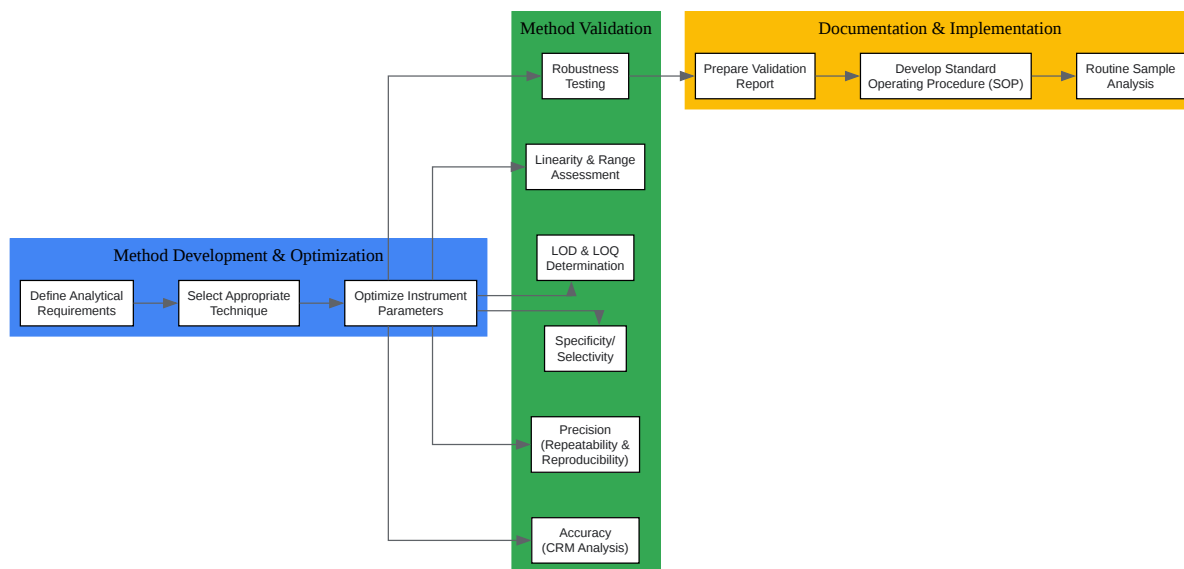 Method Validation
Robustness
Testing
Linearity & Range
Assessment
LOD & LOQ
Determination
Specificity/
Selectivity
Precision
(Repeatability &
Reproducibility)
Accuracy
(CRM Analysis)
Documentation & Implementation
Prepare Validation
Report
Develop Standard
Operating Procedure (SOP)
Routine Sample
Analysis
Method Development & Optimization
Define Analytical
Requirements
Select Appropriate
Technique
Optimize Instrument
Parameters